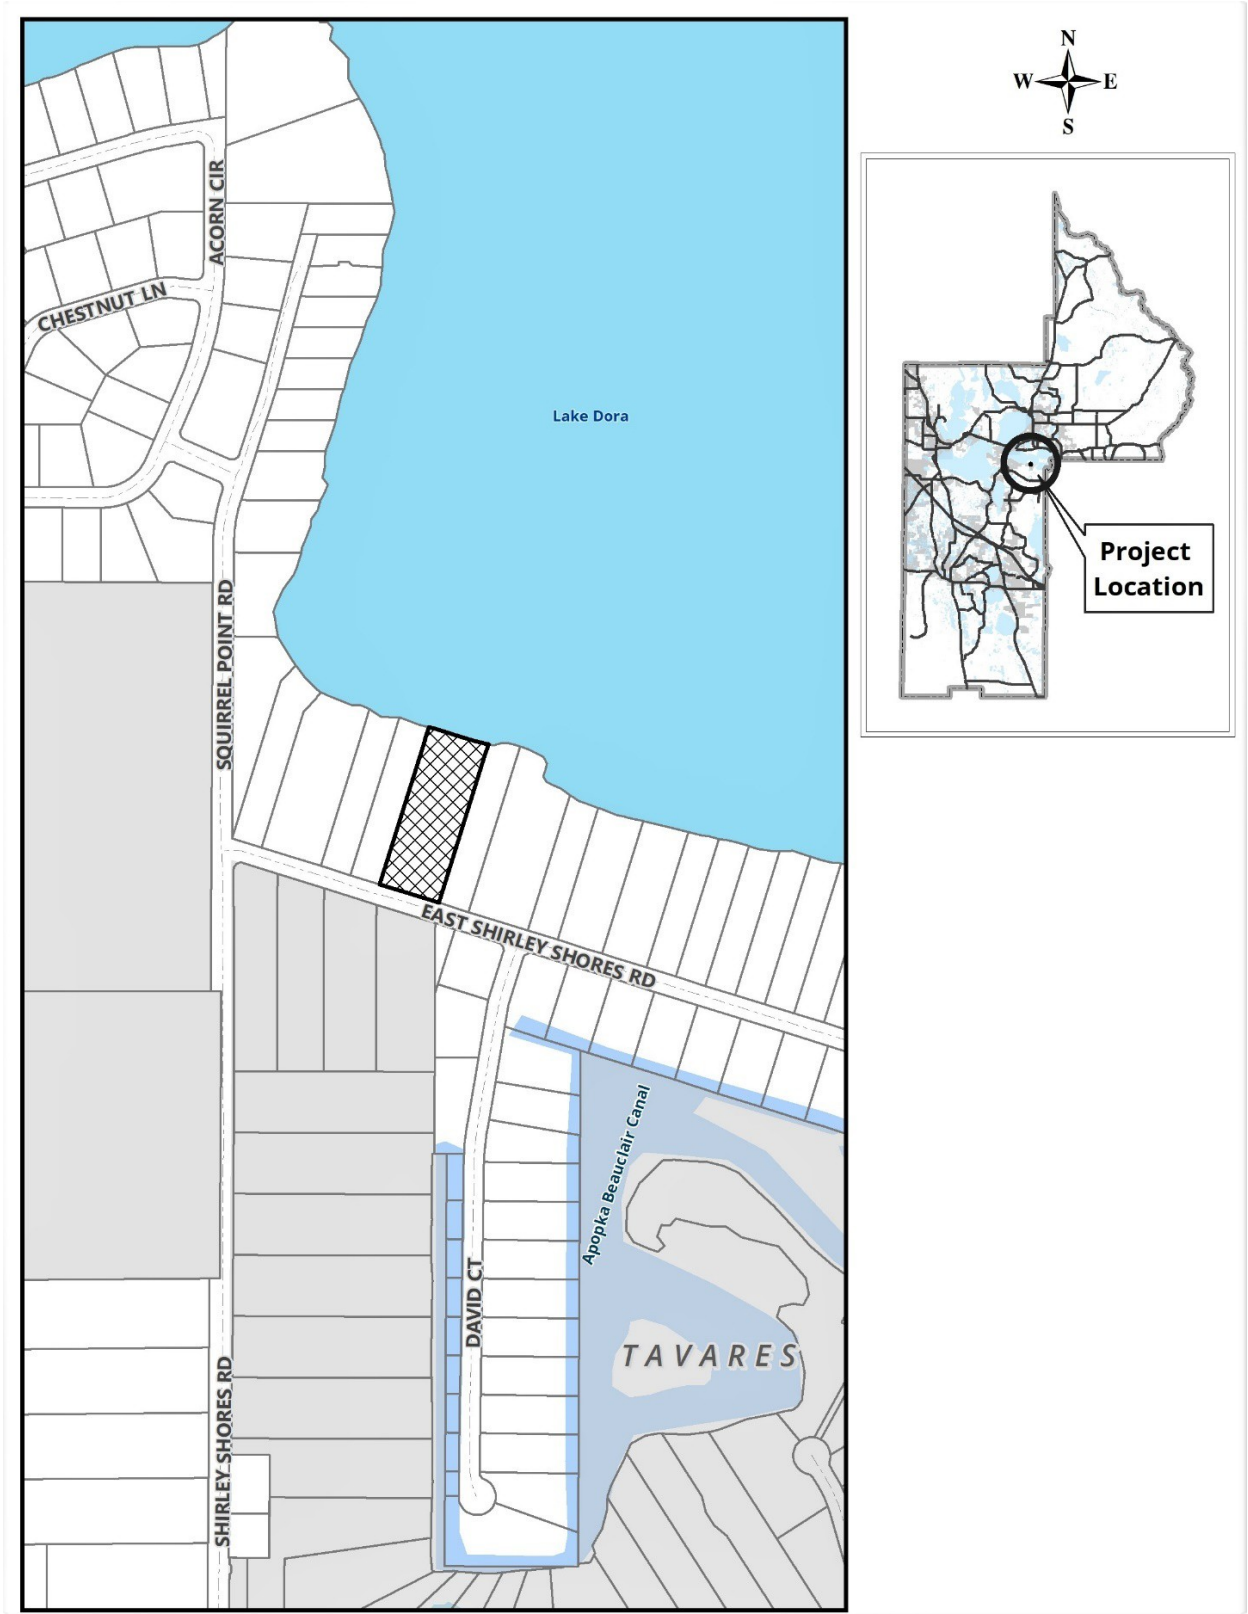 N
W E
S
ACORN CIR
CHESTNUT LN
Lake Dora
Project
Location
SQUIRREL POINT RD
EAST SHIRLEY SHORES RD
Apopka Beauclair Canal
DAVID CT
TAVARES
SHIRLEY SHORES RD